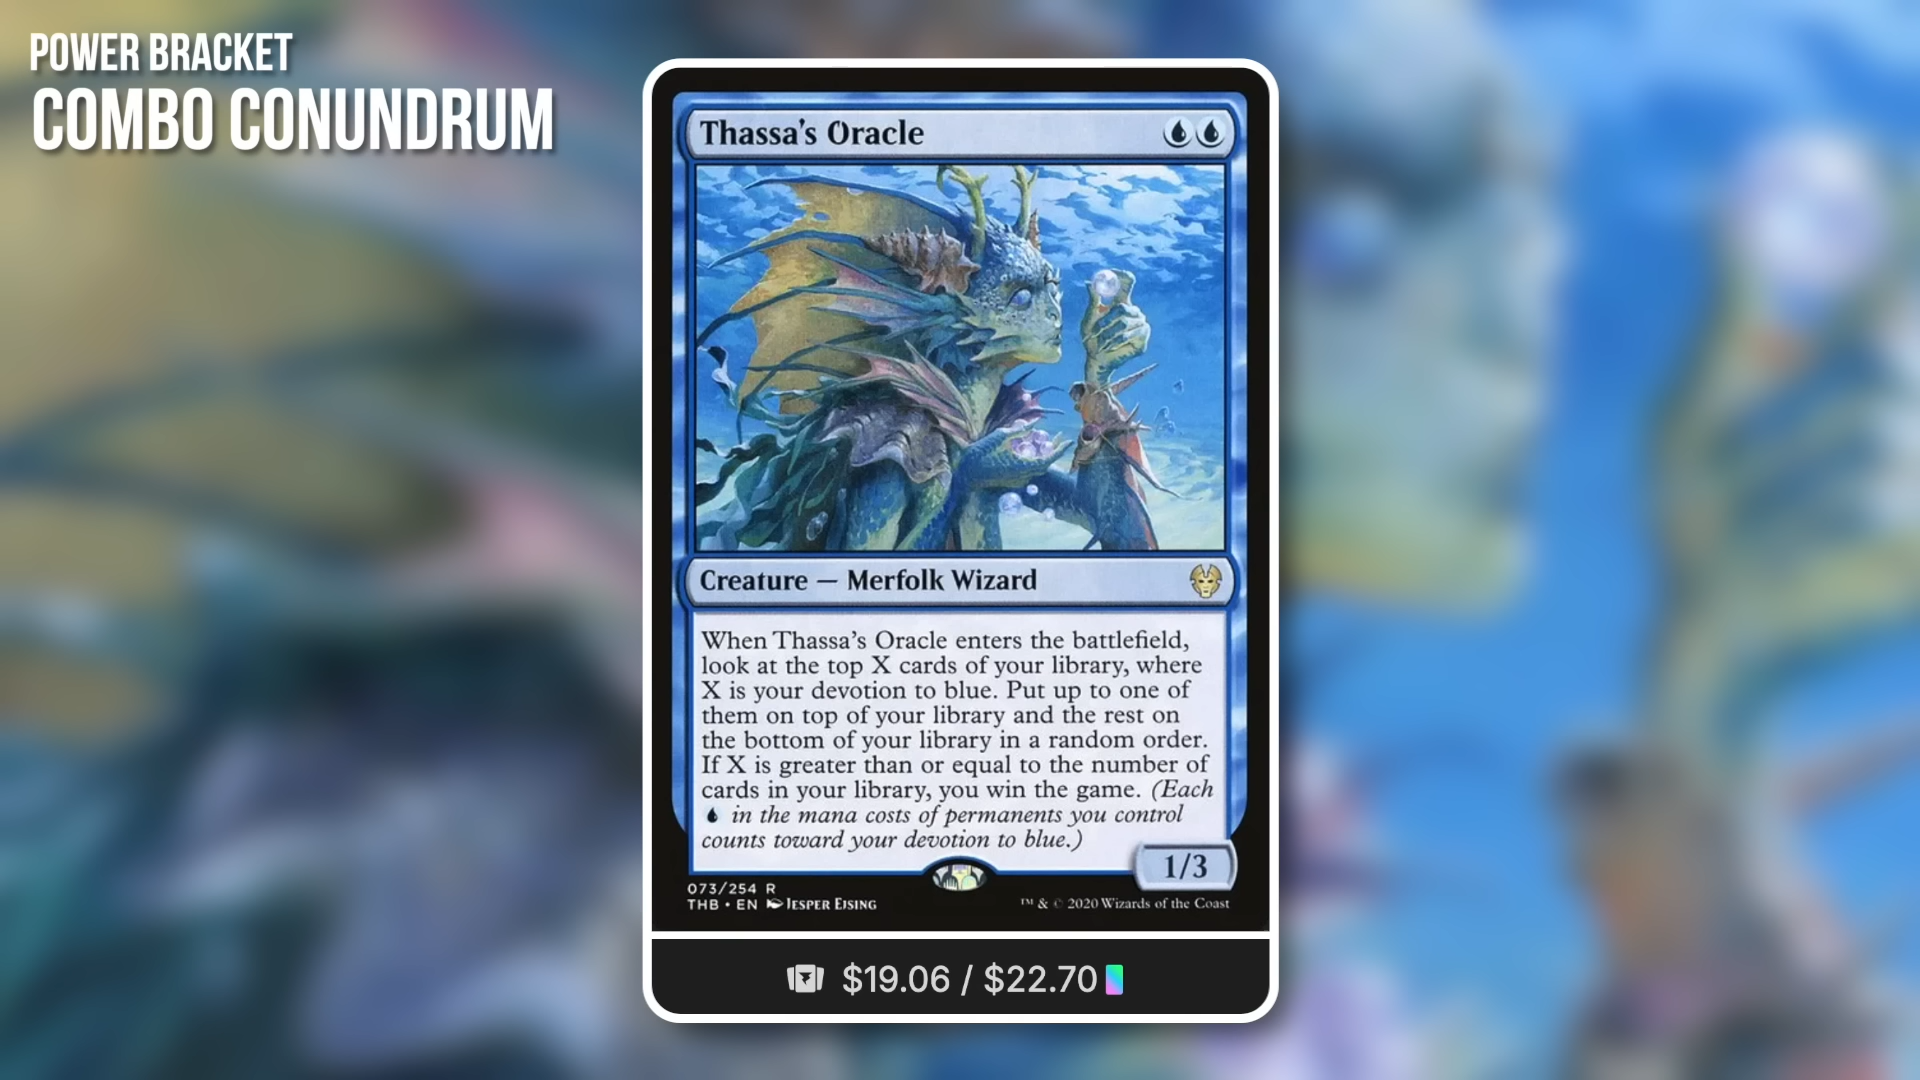 POWER BRACKET
COMBO CONUNDRUM
Thassa's Oracle
Creature — Merfolk Wizard
When Thassa's Oracle enters the battlefield,
look at the top X cards of your library, where
X is your devotion to blue. Put up to one of
them on top of your library and the rest on
the bottom of your library in a random order.
If X is greater than or equal to the number of
cards in your library, you win the game. (Each
in the mana costs of permanents you control
counts toward your devotion to blue.)
1/3
073/254 R
THB • EN Jesper Ejsing
™ & © 2020 Wizards of the Coast
$19.06 / $22.70